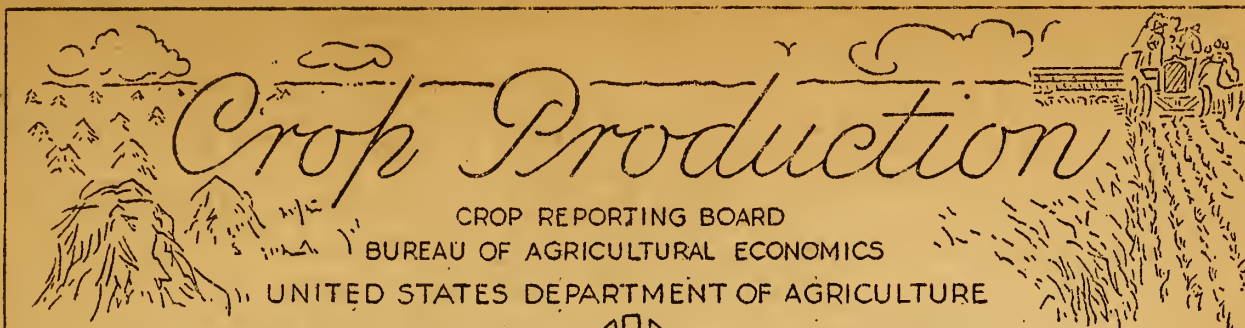 Crop Production
CROP REPORTING BOARD
BUREAU OF AGRICULTURAL ECONOMICS
UNITED STATES DEPARTMENT OF AGRICULTURE